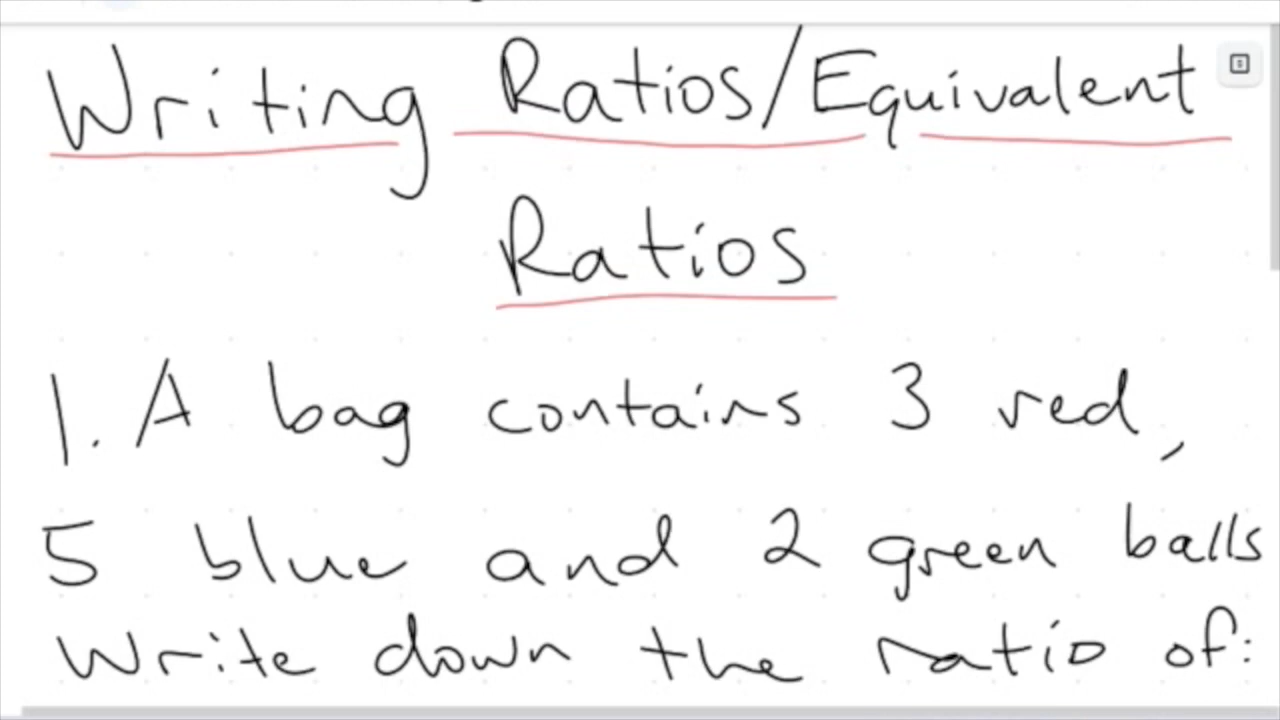 Writing Ratios/Equivalent
Ratios
1. A bag contains 3 red,
5 blue and 2 green balls
Write down the ratio of: